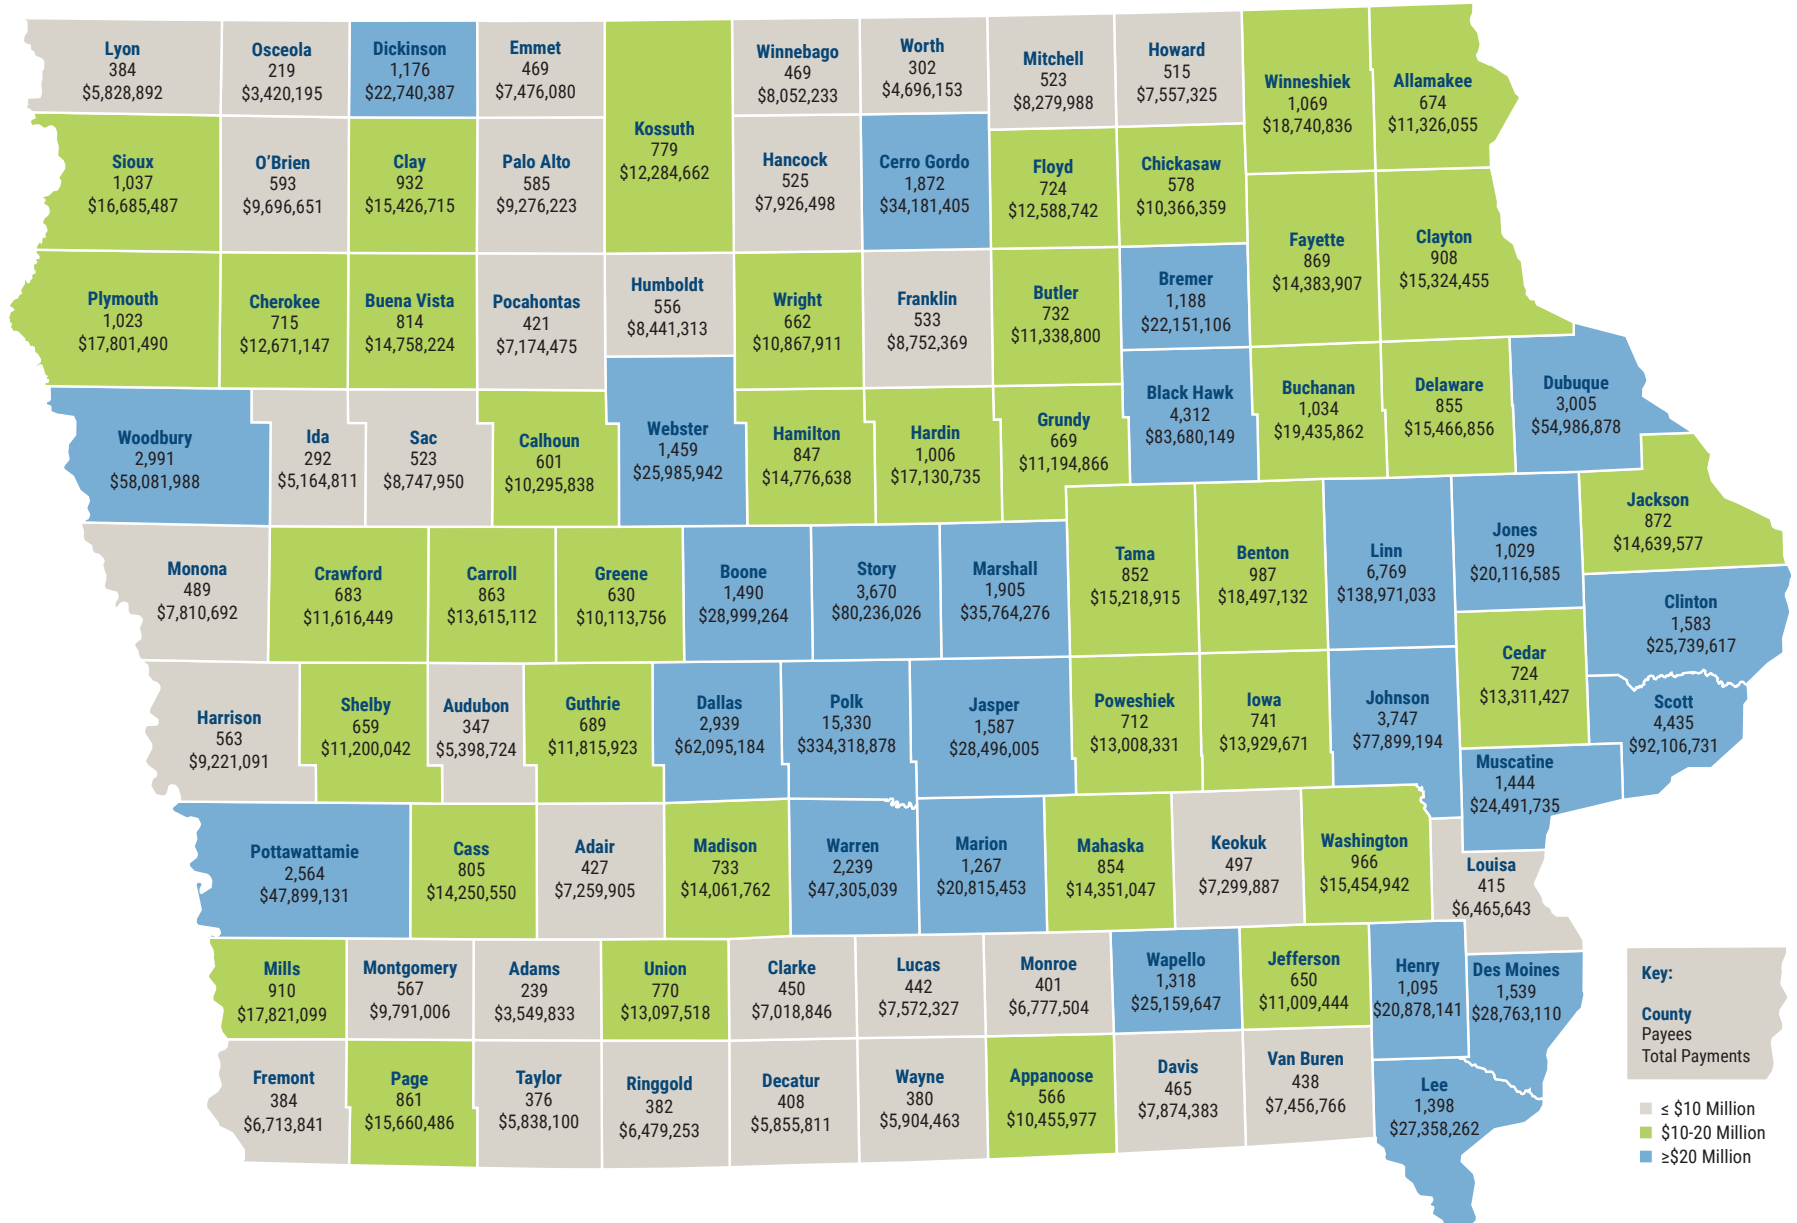 Lyon
384
$5,828,892
Osceola
219
$3,420,195
Dickinson
1,176
$22,740,387
Emmet
469
$7,476,080
Kossuth
779
$12,284,662
Winnebago
469
$8,052,233
Worth
302
$4,696,153
Mitchell
523
$8,279,988
Howard
515
$7,557,325
Winneshiek
1,069
$18,740,836
Allamakee
674
$11,326,055
Sioux
1,037
$16,685,487
O’Brien
593
$9,696,651
Clay
932
$15,426,715
Palo Alto
585
$9,276,223
Hancock
525
$7,926,498
Cerro Gordo
1,872
$34,181,405
Floyd
724
$12,588,742
Chickasaw
578
$10,366,359
Fayette
869
$14,383,907
Clayton
908
$15,324,455
Plymouth
1,023
$17,801,490
Cherokee
715
$12,671,147
Buena Vista
814
$14,758,224
Pocahontas
421
$7,174,475
Humboldt
556
$8,441,313
Wright
662
$10,867,911
Franklin
533
$8,752,369
Butler
732
$11,338,800
Bremer
1,188
$22,151,106
Woodbury
2,991
$58,081,988
Ida
292
$5,164,811
Sac
523
$8,747,950
Calhoun
601
$10,295,838
Webster
1,459
$25,985,942
Hamilton
847
$14,776,638
Hardin
1,006
$17,130,735
Grundy
669
$11,194,866
Black Hawk
4,312
$83,680,149
Buchanan
1,034
$19,435,862
Delaware
855
$15,466,856
Dubuque
3,005
$54,986,878
Monona
489
$7,810,692
Crawford
683
$11,616,449
Carroll
863
$13,615,112
Greene
630
$10,113,756
Boone
1,490
$28,999,264
Story
3,670
$80,236,026
Marshall
1,905
$35,764,276
Tama
852
$15,218,915
Benton
987
$18,497,132
Linn
6,769
$138,971,033
Jones
1,029
$20,116,585
Jackson
872
$14,639,577
Clinton
1,583
$25,739,617
Harrison
563
$9,221,091
Shelby
659
$11,200,042
Audubon
347
$5,398,724
Guthrie
689
$11,815,923
Dallas
2,939
$62,095,184
Polk
15,330
$334,318,878
Jasper
1,587
$28,496,005
Poweshiek
712
$13,008,331
Iowa
741
$13,929,671
Johnson
3,747
$77,899,194
Cedar
724
$13,311,427
Scott
4,435
$92,106,731
Muscatine
1,444
$24,491,735
Pottawattamie
2,564
$47,899,131
Cass
805
$14,250,550
Adair
427
$7,259,905
Madison
733
$14,061,762
Warren
2,239
$47,305,039
Marion
1,267
$20,815,453
Mahaska
854
$14,351,047
Keokuk
497
$7,299,887
Washington
966
$15,454,942
Louisa
415
$6,465,643
Mills
910
$17,821,099
Montgomery
567
$9,791,006
Adams
239
$3,549,833
Union
770
$13,097,518
Clarke
450
$7,018,846
Lucas
442
$7,572,327
Monroe
401
$6,777,504
Wapello
1,318
$25,159,647
Jefferson
650
$11,009,444
Henry
1,095
$20,878,141
Des Moines
1,539
$28,763,110
Fremont
384
$6,713,841
Page
861
$15,660,486
Taylor
376
$5,838,100
Ringgold
382
$6,479,253
Decatur
408
$5,855,811
Wayne
380
$5,904,463
Appanoose
566
$10,455,977
Davis
465
$7,874,383
Van Buren
438
$7,456,766
Lee
1,398
$27,358,262
Key:
County
Payees
Total Payments
≤ $10 Million
$10-20 Million
≥$20 Million